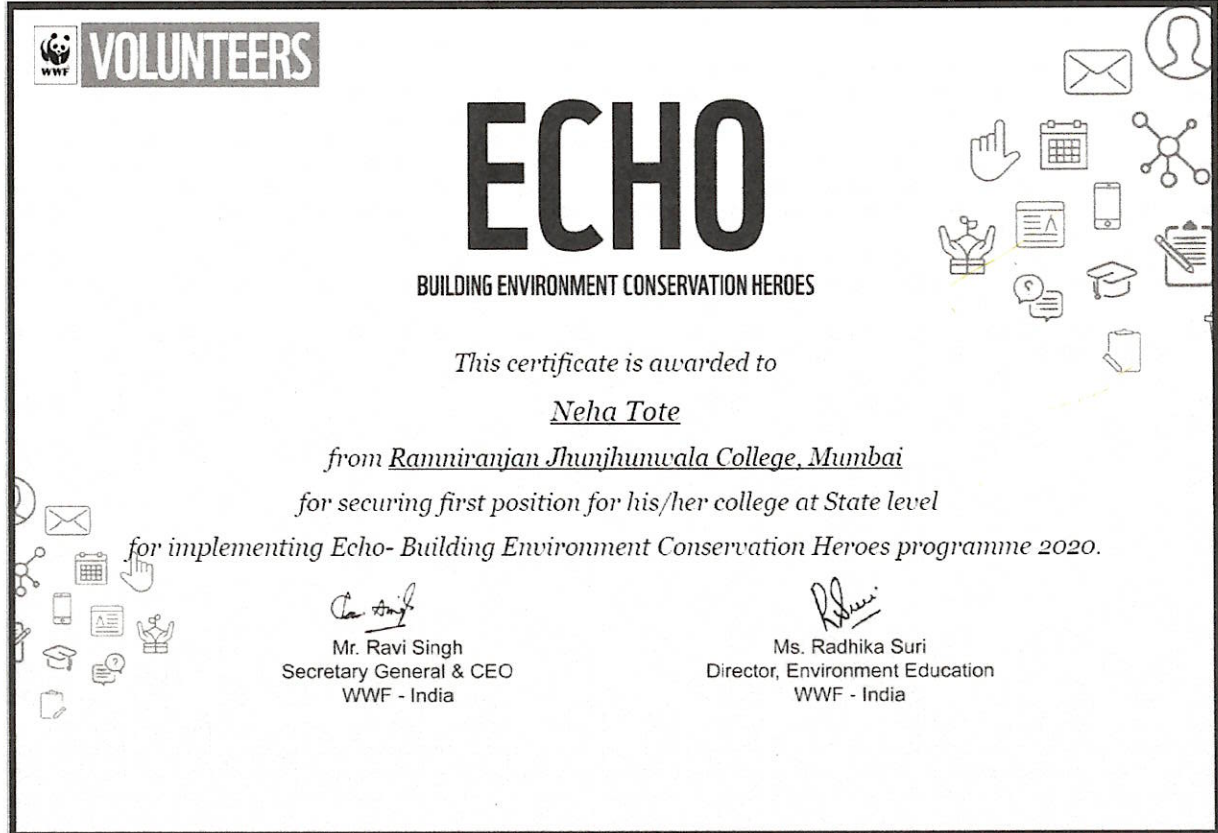 WWF
VOLUNTEERS
ECHO
BUILDING ENVIRONMENT CONSERVATION HEROES
This certificate is awarded to
Neha Tote
from Ramniranjan Jhunjhunwala College, Mumbai
for securing first position for his/her college at State level
for implementing Echo- Building Environment Conservation Heroes programme 2020.
Mr. Ravi Singh
Secretary General & CEO
WWF - India
Ms. Radhika Suri
Director, Environment Education
WWF - India